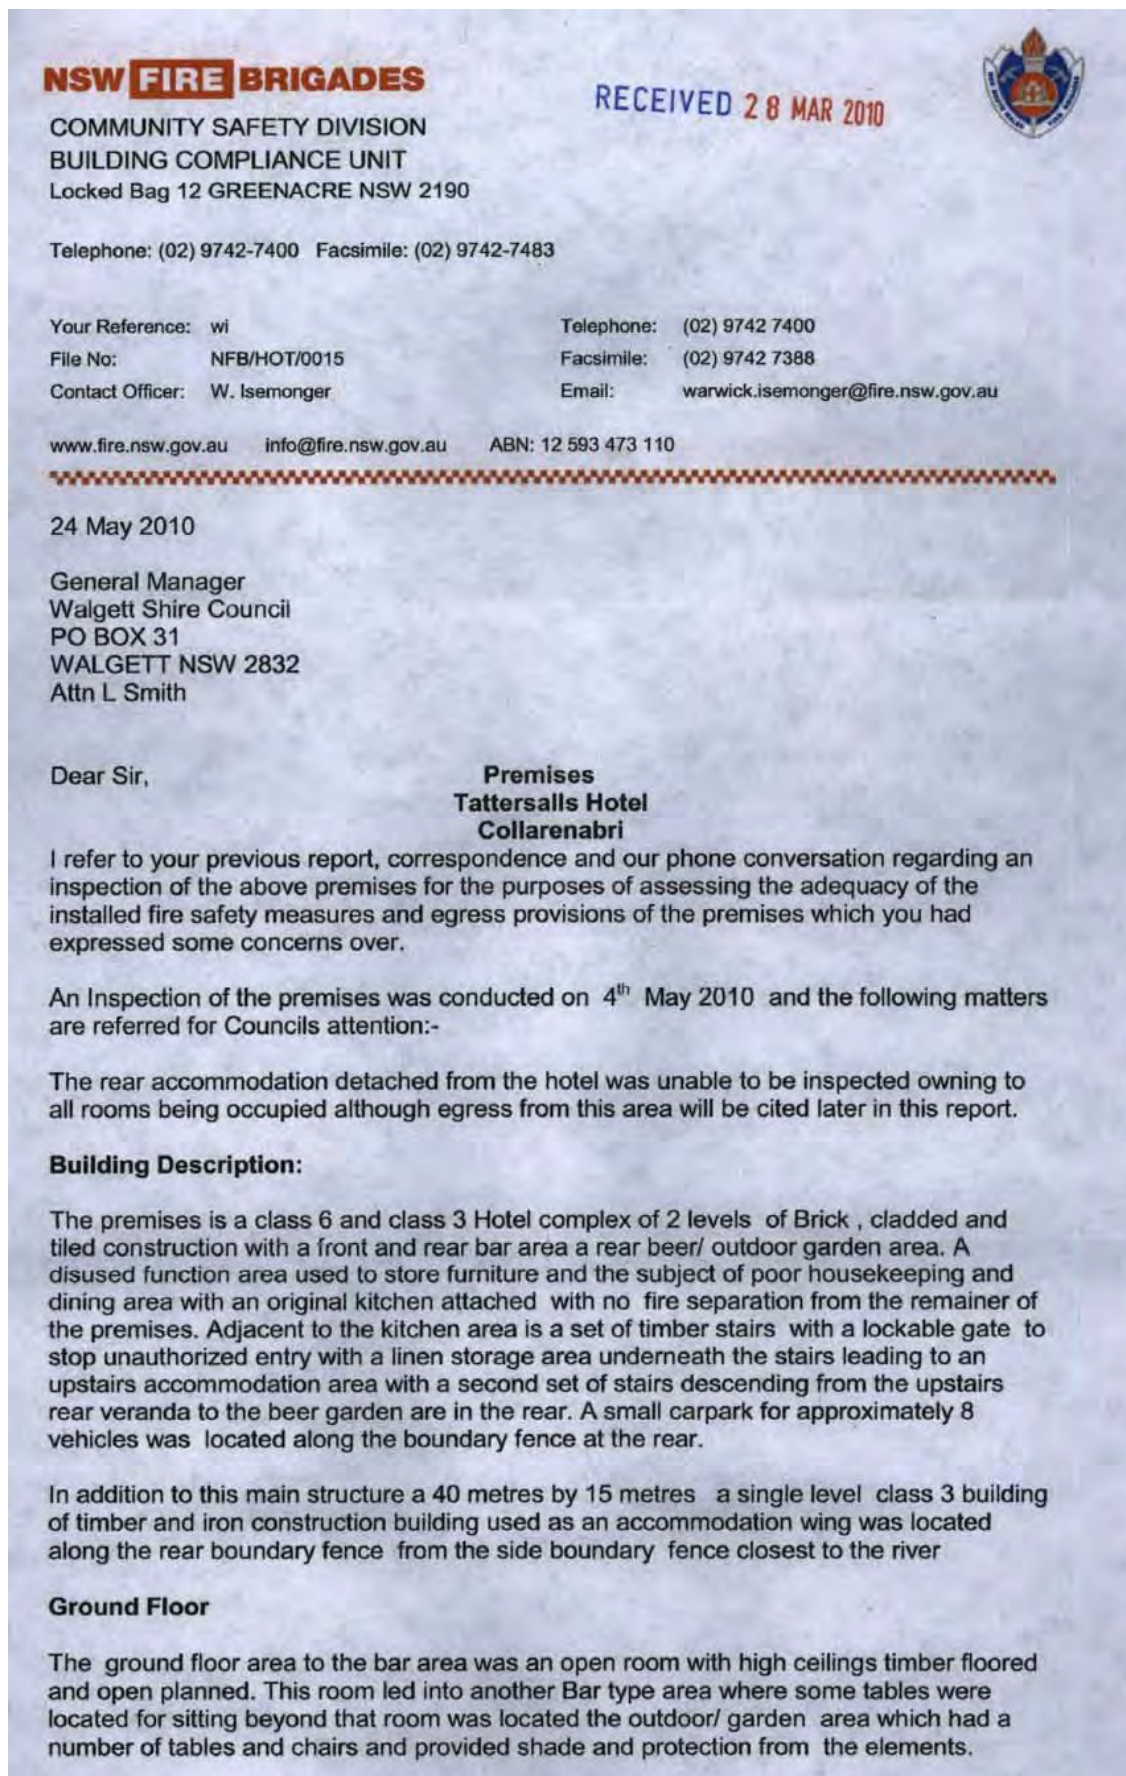 NSW FIRE BRIGADES
RECEIVED 28 MAR 2010
COMMUNITY SAFETY DIVISION
BUILDING COMPLIANCE UNIT
Locked Bag 12 GREENACRE NSW 2190
Telephone: (02) 9742-7400 Facsimile: (02) 9742-7483
Your Reference: wi Telephone: (02) 9742 7400
File No: NFB/HOT/0015 Facsimile: (02) 9742 7388
Contact Officer: W. Isemonger Email: warwick.isemonger@fire.nsw.gov.au
www.fire.nsw.gov.au info@fire.nsw.gov.au ABN: 12 593 473 110
24 May 2010
General Manager
Walgett Shire Council
PO BOX 31
WALGETT NSW 2832
Attn L Smith
Dear Sir, Premises
Tattersalls Hotel
Collarenabri
I refer to your previous report, correspondence and our phone conversation regarding an
inspection of the above premises for the purposes of assessing the adequacy of the
installed fire safety measures and egress provisions of the premises which you had
expressed some concerns over.
An Inspection of the premises was conducted on 4th May 2010 and the following matters
are referred for Councils attention:-
The rear accommodation detached from the hotel was unable to be inspected owning to
all rooms being occupied although egress from this area will be cited later in this report.
Building Description:
The premises is a class 6 and class 3 Hotel complex of 2 levels of Brick , cladded and
tiled construction with a front and rear bar area a rear beer/ outdoor garden area. A
disused function area used to store furniture and the subject of poor housekeeping and
dining area with an original kitchen attached with no fire separation from the remainer of
the premises. Adjacent to the kitchen area is a set of timber stairs with a lockable gate to
stop unauthorized entry with a linen storage area underneath the stairs leading to an
upstairs accommodation area with a second set of stairs descending from the upstairs
rear veranda to the beer garden are in the rear. A small carpark for approximately 8
vehicles was located along the boundary fence at the rear.
In addition to this main structure a 40 metres by 15 metres a single level class 3 building
of timber and iron construction building used as an accommodation wing was located
along the rear boundary fence from the side boundary fence closest to the river
Ground Floor
The ground floor area to the bar area was an open room with high ceilings timber floored
and open planned. This room led into another Bar type area where some tables were
located for sitting beyond that room was located the outdoor/ garden area which had a
number of tables and chairs and provided shade and protection from the elements.